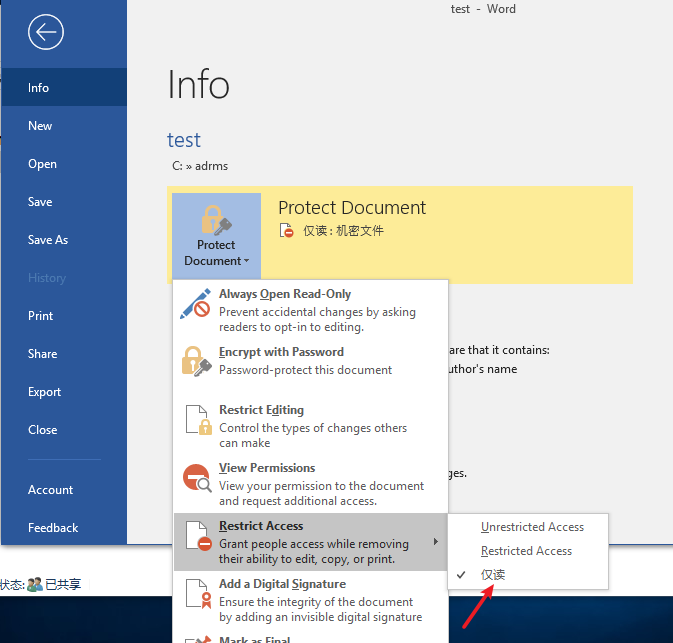 test - Word
Info
Info
New
test
Open
C: » adrms
Save
Protect Document
Save As
仅读 : 机密文件
Protect
Document
History
Always Open Read-Only
Print
Prevent accidental changes by asking
readers to opt-in to editing.
Share
Encrypt with Password
are that it contains:
Password-protect this document
uthor's name
Export
Restrict Editing
Close
Control the types of changes others
can make
View Permissions
ges.
Account
View your permission to the document
and request additional access.
Feedback
Restrict Access
Unrestricted Access
Grant people access while removing
Restricted Access
their ability to edit, copy, or print.
仅读
状态: 已共享
Add a Digital Signature
Ensure the integrity of the document
by adding an invisible digital signature
Mark as Final